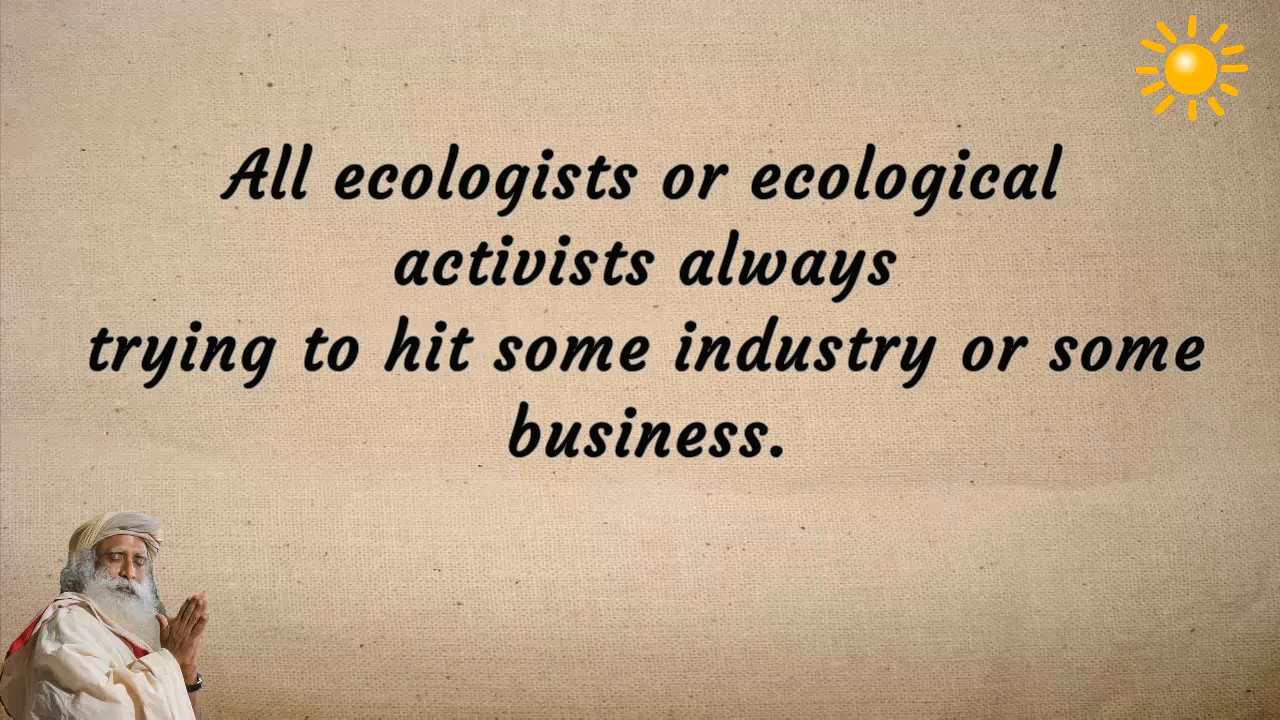 All ecologists or ecological
activists always
trying to hit some industry or some
business.